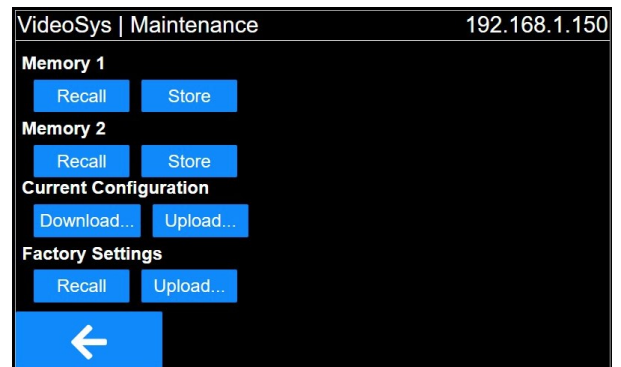 VideoSys | Maintenance 192.168.1.150
Memory 1
Recall Store
Memory 2
Recall Store
Current Configuration
Download... Upload...
Factory Settings
Recall Upload...